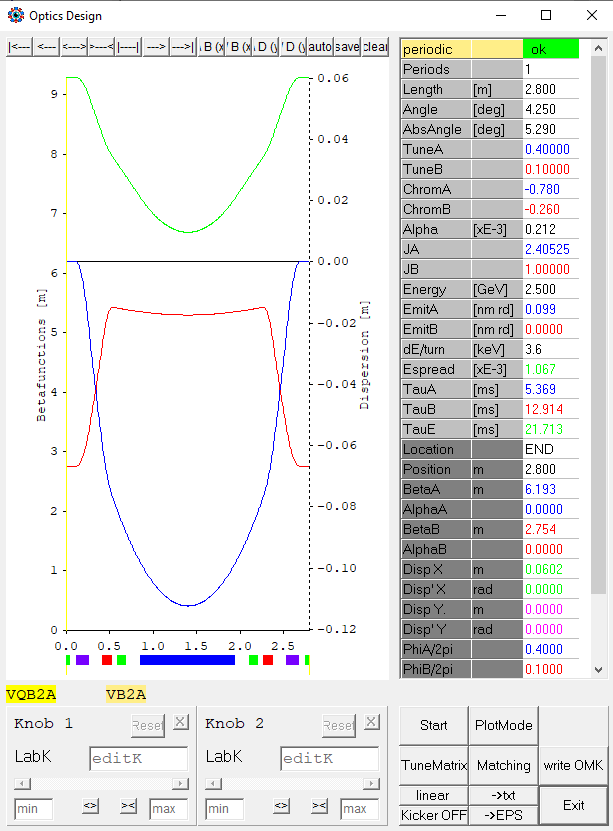 Optics Design
|<--- <--- <---> >---< |----| ---> --->| B (x B (x D (y D (y auto save clear
9
8
7
6
5
4
3
2
1
0
Betafunctions [m]
0.06
0.04
0.02
0.00
-0.02
-0.04
-0.06
-0.08
-0.10
-0.12
Dispersion [m]
0.0 0.5 1.0 1.5 2.0 2.5
periodic ok
Periods 1
Length [m] 2.800
Angle [deg] 4.250
AbsAngle [deg] 5.290
TuneA 0.40000
TuneB 0.10000
ChromA -0.780
ChromB -0.260
Alpha [xE-3] 0.212
JA 2.40525
JB 1.00000
Energy [GeV] 2.500
EmitA [nm rd] 0.099
EmitB [nm rd] 0.0000
dE/turn [keV] 3.6
Espread [xE-3] 1.067
TauA [ms] 5.369
TauB [ms] 12.914
TauE [ms] 21.713
Location END
Position m 2.800
BetaA m 6.193
AlphaA 0.0000
BetaB m 2.754
AlphaB 0.0000
Disp X m 0.0602
Disp' X rad 0.0000
Disp Y. m 0.0000
Disp' Y rad 0.0000
PhiA/2pi 0.4000
PhiB/2pi 0.1000
VQB2A VB2A
Knob 1 Reset X
LabK editK
min <> >< max
Knob 2 Reset X
LabK editK
min <> >< max
Start PlotMode
TuneMatrix Matching write OMK
linear ->txt
Kicker OFF ->EPS Exit